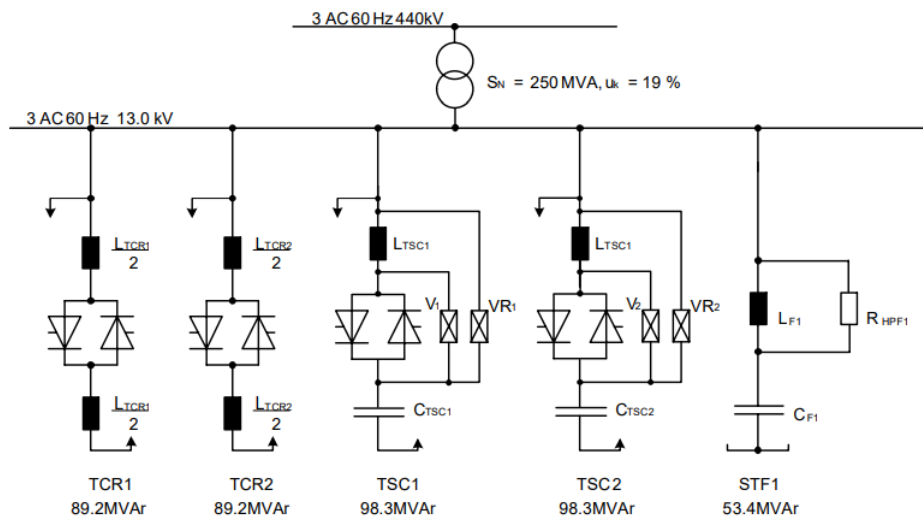 3 AC 60 Hz 440kV
SN = 250 MVA, uk = 19 %
3 AC 60 Hz 13.0 kV
LTCR1
2
LTCR2
2
LTSC1
V1
VR1
LTSC1
V2
VR2
LF1
RHPF1
LTCR1
2
LTCR2
2
CTSC1
CTSC2
CF1
TCR1
TCR2
TSC1
TSC2
STF1
89.2MVAr
89.2MVAr
98.3MVAr
98.3MVAr
53.4MVAr